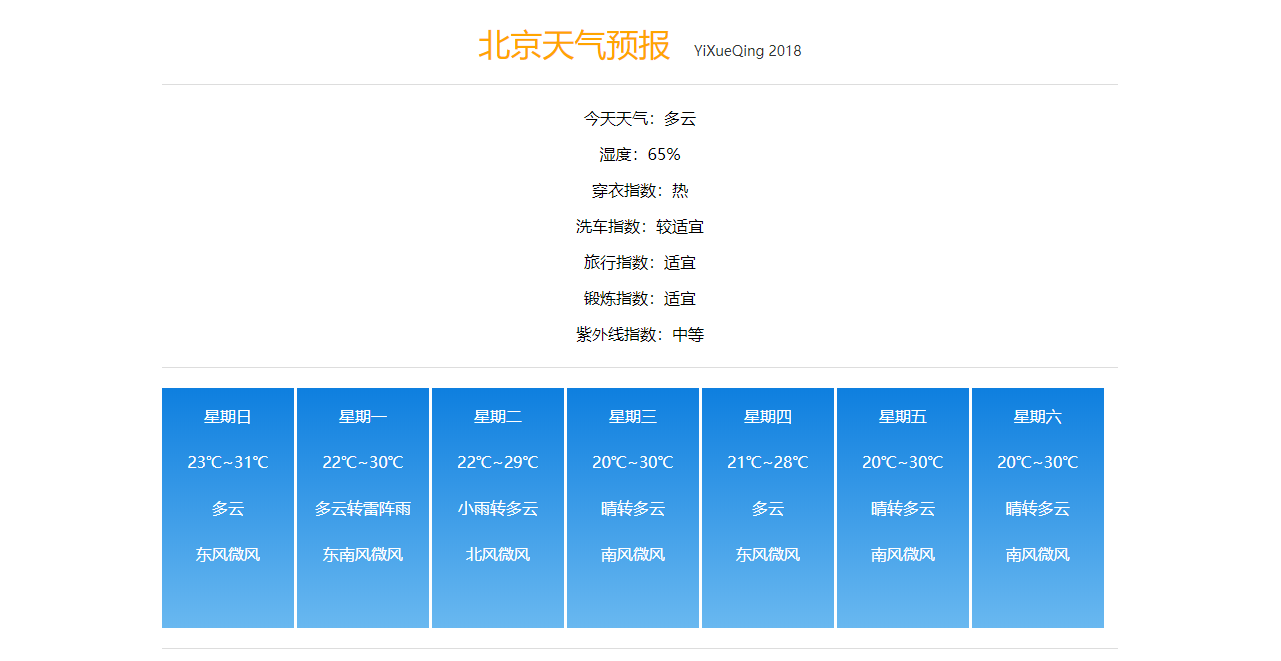 北京天气预报 YiXueQing 2018
今天天气：多云
湿度：65%
穿衣指数：热
洗车指数：较适宜
旅行指数：适宜
锻炼指数：适宜
紫外线指数：中等
星期日
23℃~31℃
多云
东风微风
星期一
22℃~30℃
多云转雷阵雨
东南风微风
星期二
22℃~29℃
小雨转多云
北风微风
星期三
20℃~30℃
晴转多云
南风微风
星期四
21℃~28℃
多云
东风微风
星期五
20℃~30℃
晴转多云
南风微风
星期六
20℃~30℃
晴转多云
南风微风